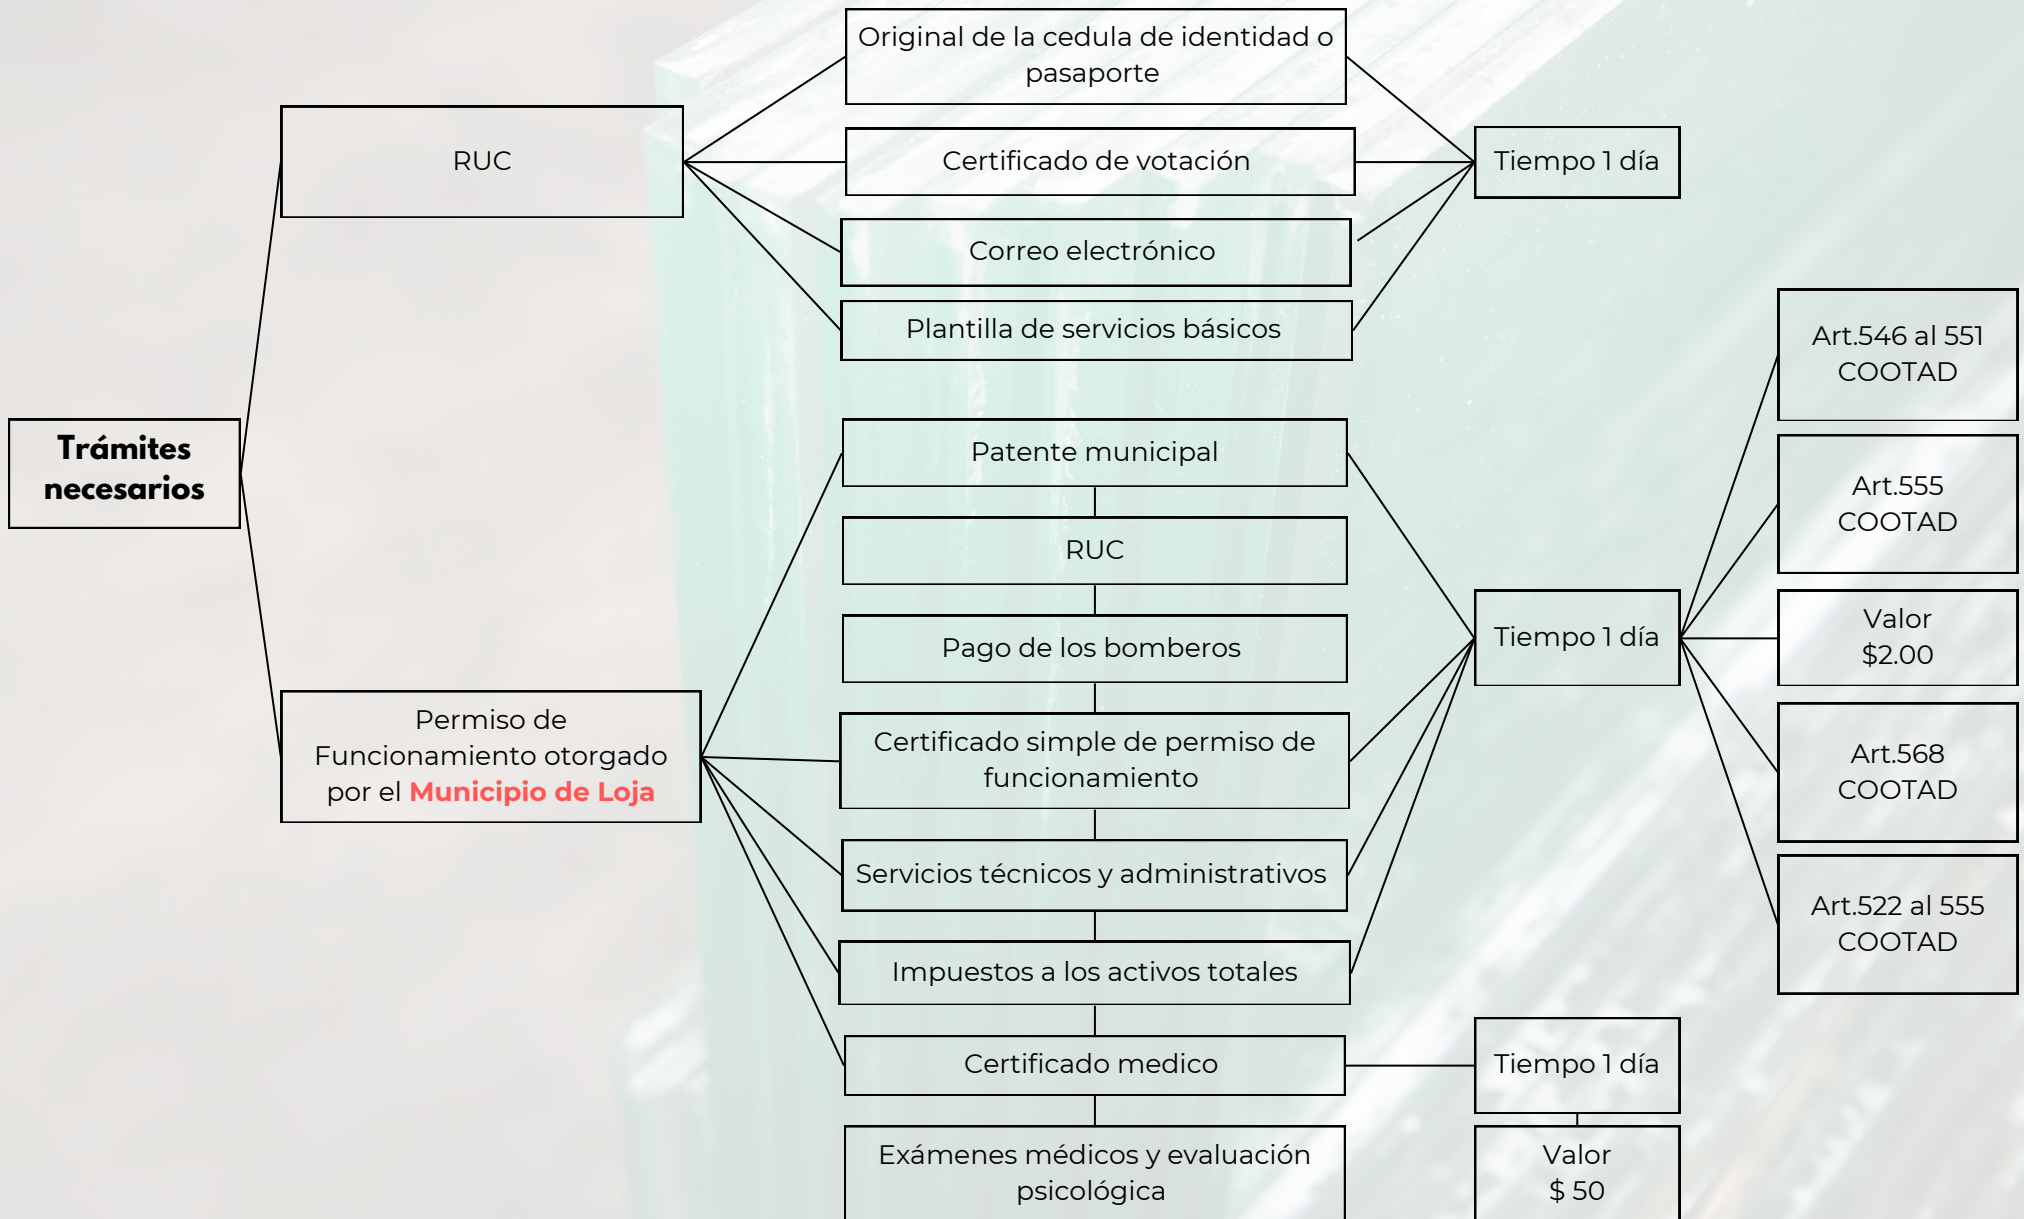 Trámites
necesarios
RUC
Original de la cedula de identidad o
pasaporte
Certificado de votación
Correo electrónico
Plantilla de servicios básicos
Tiempo 1 día
Permiso de
Funcionamiento otorgado
por el Municipio de Loja
Patente municipal
RUC
Pago de los bomberos
Certificado simple de permiso de
funcionamiento
Servicios técnicos y administrativos
Impuestos a los activos totales
Certificado medico
Exámenes médicos y evaluación
psicológica
Tiempo 1 día
Art.546 al 551
COOTAD
Art.555
COOTAD
Valor
$2.00
Art.568
COOTAD
Art.522 al 555
COOTAD
Tiempo 1 día
Valor
$ 50